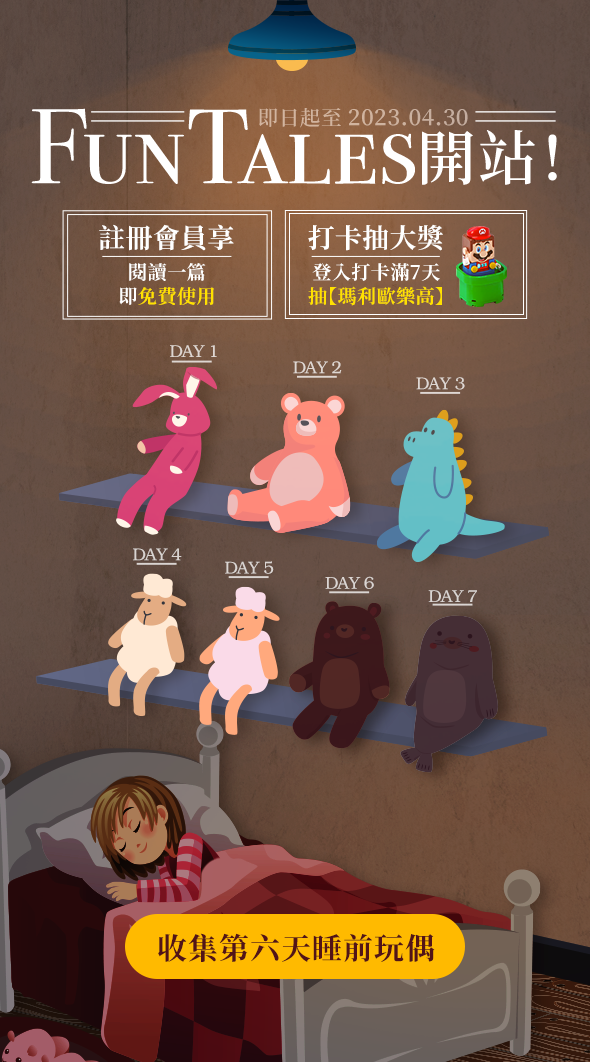 即日起至 2023.04.30
FUNTALES開站!
註冊會員享
閱讀一篇
即免費使用
打卡抽大獎
登入打卡滿7天
抽【瑪利歐樂高】
DAY 1
DAY 2
DAY 3
DAY 4
DAY 5
DAY 6
DAY 7
收集第六天睡前玩偶